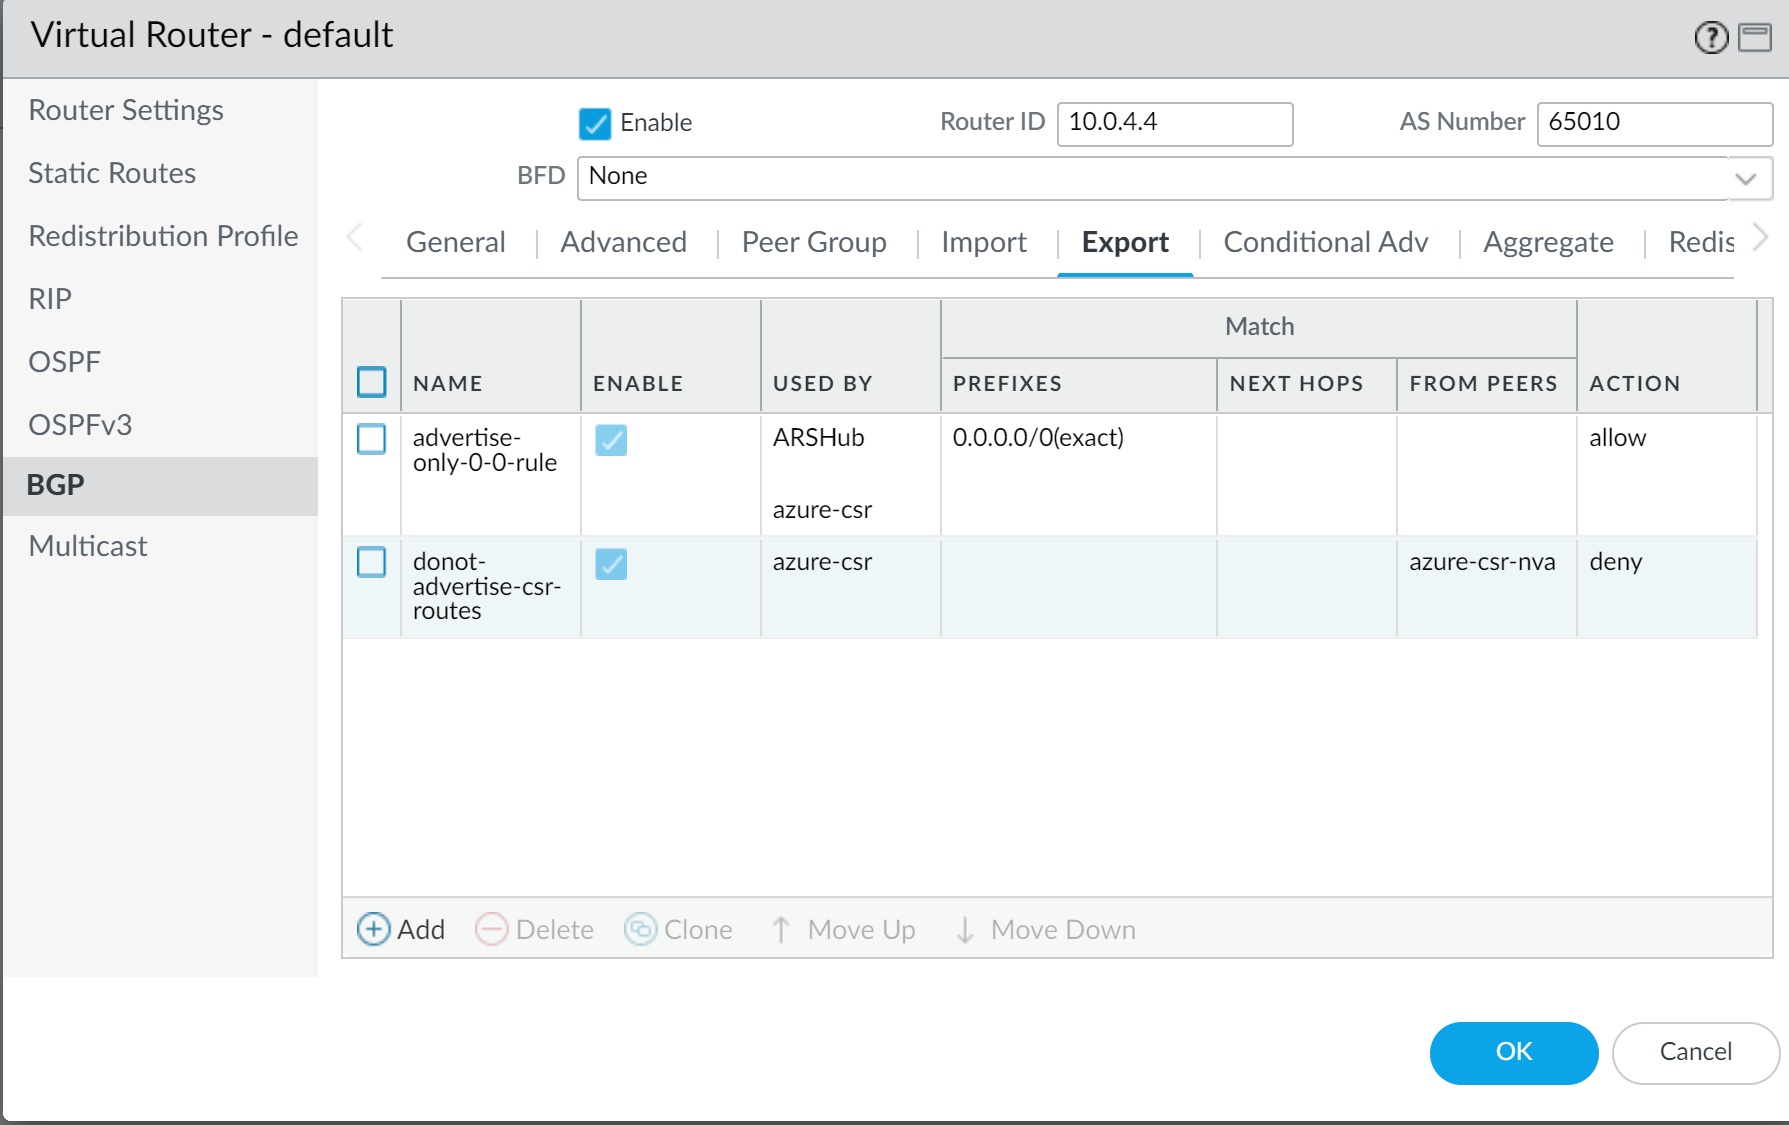 Virtual Router - default
Router Settings
Static Routes
Redistribution Profile
RIP
OSPF
OSPFv3
BGP
Multicast
Enable
Router ID 10.0.4.4
AS Number 65010
BFD None
General Advanced Peer Group Import Export Conditional Adv Aggregate Redis
Match
NAME ENABLE USED BY PREFIXES NEXT HOPS FROM PEERS ACTION
advertise-
only-0-0-rule
ARSHub
azure-csr
0.0.0.0/0(exact)
allow
donot-
advertise-csr-
routes
azure-csr
azure-csr-nva
deny
Add Delete Clone Move Up Move Down
OK Cancel